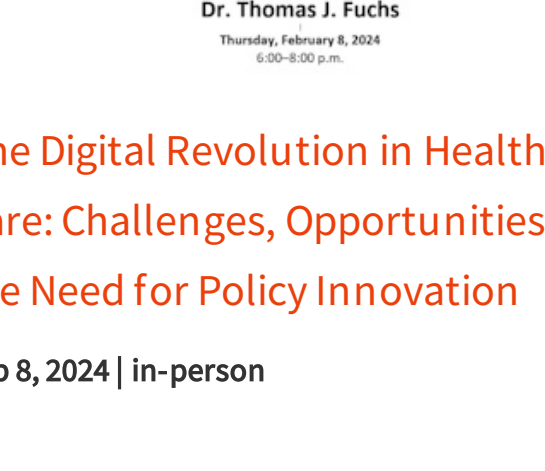 Dr. Thomas J. Fuchs
Thursday, February 8, 2024
6:00–8:00 p.m.
he Digital Revolution in Health
are: Challenges, Opportunities
e Need for Policy Innovation
b 8, 2024 | in-person